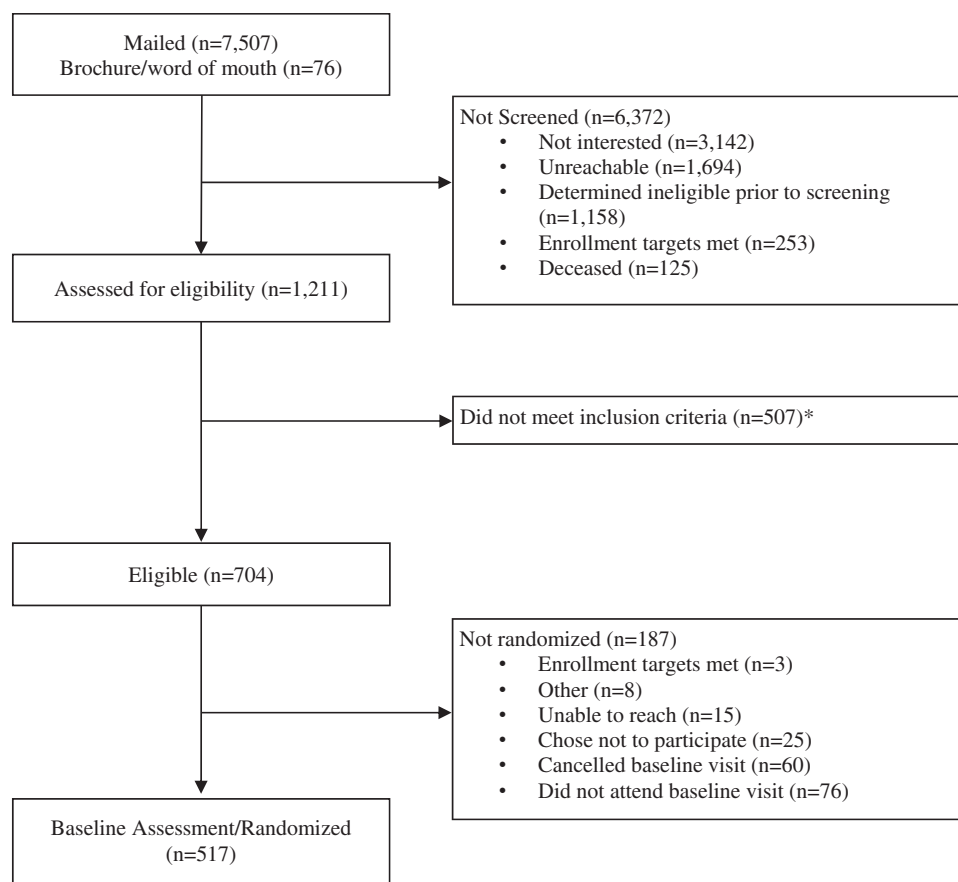 Mailed (n=7,507)
Brochure/word of mouth (n=76)
Not Screened (n=6,372)
• Not interested (n=3,142)
• Unreachable (n=1,694)
• Determined ineligible prior to screening
(n=1,158)
• Enrollment targets met (n=253)
• Deceased (n=125)
Assessed for eligibility (n=1,211)
Did not meet inclusion criteria (n=507)*
Eligible (n=704)
Not randomized (n=187)
• Enrollment targets met (n=3)
• Other (n=8)
• Unable to reach (n=15)
• Chose not to participate (n=25)
• Cancelled baseline visit (n=60)
• Did not attend baseline visit (n=76)
Baseline Assessment/Randomized
(n=517)